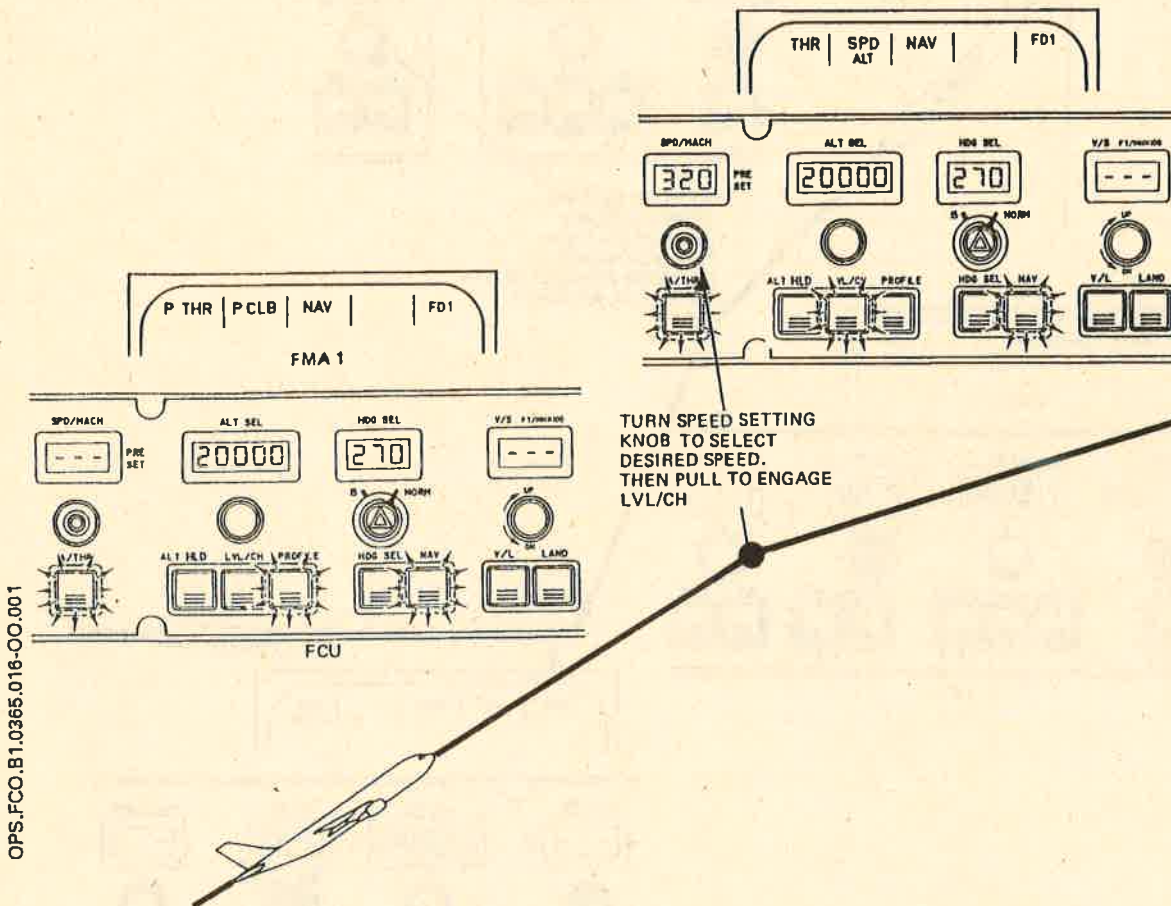 THR SPD NAV FD1
ALT
SPD/MACH ALT SEL HDG SEL V/S
320 PRE SET 20000 270 ---
NORM UP
DN
A/THR ALT HLD LVL/CH PROFILE HDG SEL NAV V/L LAND
P THR P CLB NAV FD1
FMA 1
SPD/MACH ALT SEL HDG SEL V/S
--- PRE SET 20000 270 ---
NORM UP
DN
A/THR ALT HLD LVL/CH PROFILE HDG SEL NAV V/L LAND
FCU
TURN SPEED SETTING
KNOB TO SELECT
DESIRED SPEED.
THEN PULL TO ENGAGE
LVL/CH
OPS.FCO.B1.0365.016-OO.001